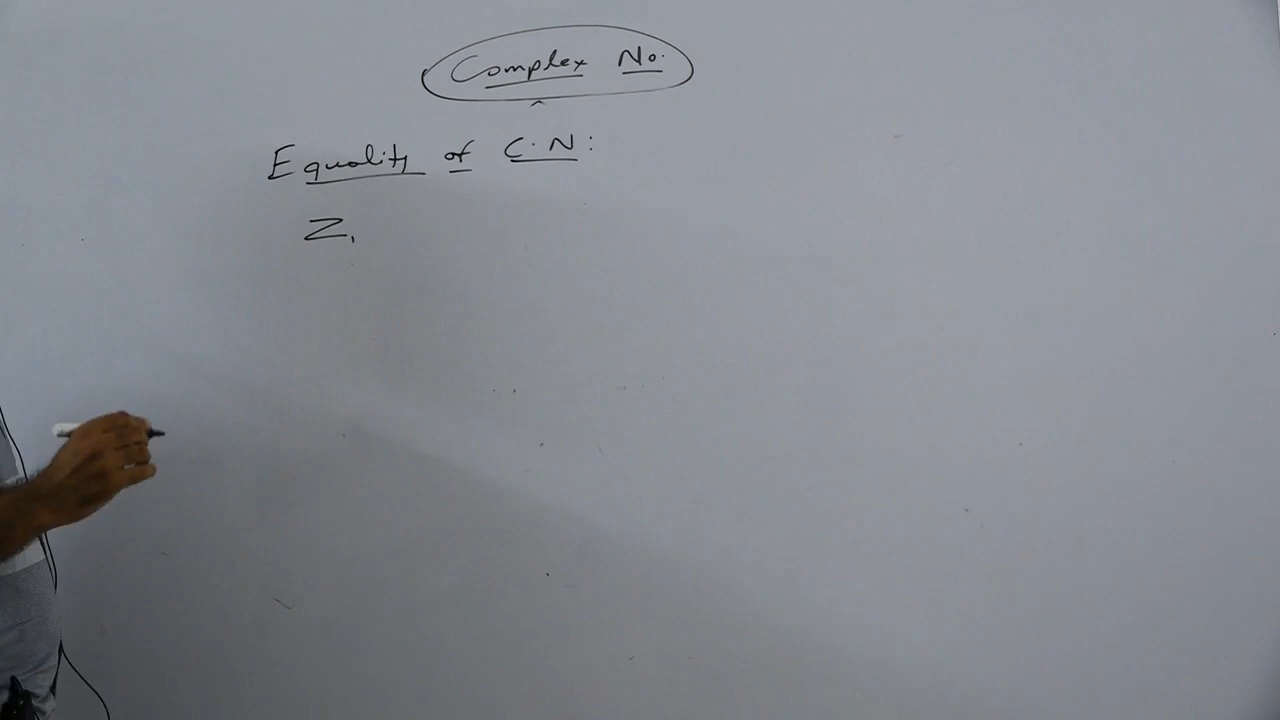 Complex No.
Equality of C.N:
Z₁